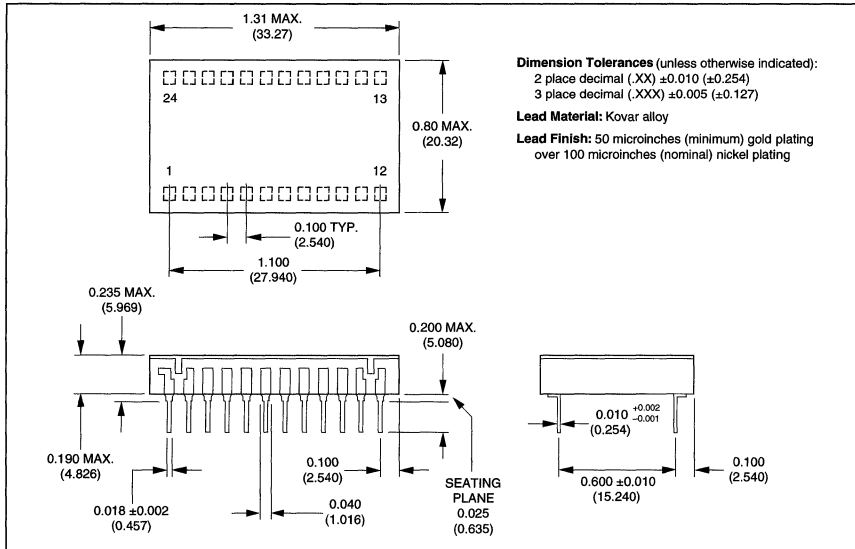 1.31 MAX.
(33.27)
24
13
1
12
0.80 MAX.
(20.32)
0.100 TYP.
(2.540)
1.100
(27.940)
Dimension Tolerances (unless otherwise indicated):
2 place decimal (.XX) ±0.010 (±0.254)
3 place decimal (.XXX) ±0.005 (±0.127)
Lead Material: Kovar alloy
Lead Finish: 50 microinches (minimum) gold plating
over 100 microinches (nominal) nickel plating
0.235 MAX.
(5.969)
0.200 MAX.
(5.080)
0.190 MAX.
(4.826)
0.018 ±0.002
(0.457)
0.040
(1.016)
0.100
(2.540)
SEATING
PLANE
0.025
(0.635)
0.010 +0.002 −0.001
(0.254)
0.600 ±0.010
(15.240)
0.100
(2.540)